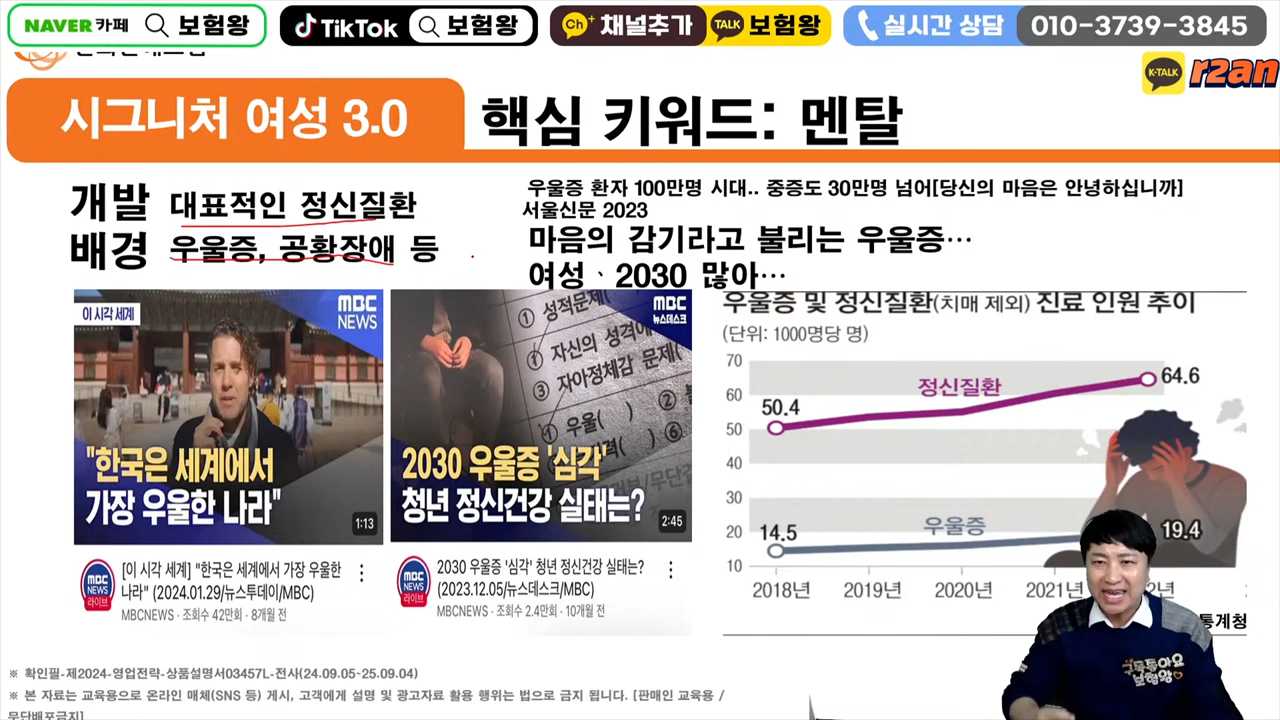 NAVER 카페 보험왕
TikTok 보험왕
Ch+ 채널추가 TALK 보험왕
실시간 상담 010-3739-3845
K-TALK r2an
시그니처 여성 3.0
핵심 키워드: 멘탈
개발 배경
대표적인 정신질환
우울증, 공황장애 등
우울증 환자 100만명 시대.. 중증도 30만명 넘어[당신의 마음은 안녕하십니까]
서울신문 2023
마음의 감기라고 불리는 우울증…
여성、2030 많아…
이 시각 세계
MBC NEWS
"한국은 세계에서
가장 우울한 나라"
1:13
MBC 뉴스데스크
① 성적문제(
자신의 성격에
③ 자아정체감 문제(
① 우울( ) ②
2030 우울증 '심각'
청년 정신건강 실태는?
2:45
MBC NEWS 라이브
[이 시각 세계] "한국은 세계에서 가장 우울한
나라" (2024.01.29/뉴스투데이/MBC)
MBCNEWS · 조회수 42만회 · 8개월 전
MBC NEWS 라이브
2030 우울증 '심각' 청년 정신건강 실태는?
(2023.12.05/뉴스데스크/MBC)
MBCNEWS · 조회수 2.4만회 · 10개월 전
우울증 및 정신질환(치매 제외) 진료 인원 추이
(단위: 1000명당 명)
70
60
50
40
30
20
10
정신질환
50.4
64.6
우울증
14.5
19.4
2018년 2019년 2020년 2021년
통계청
구독좋아요
보험왕
※ 확인필-제2024-영업전략-상품설명서03457L-전사(24.09.05~25.09.04)
※ 본 자료는 교육용으로 온라인 매체(SNS 등) 게시, 고객에게 설명 및 광고자료 활용 행위는 법으로 금지 됩니다. [판매인 교육용 /
무단배포금지]